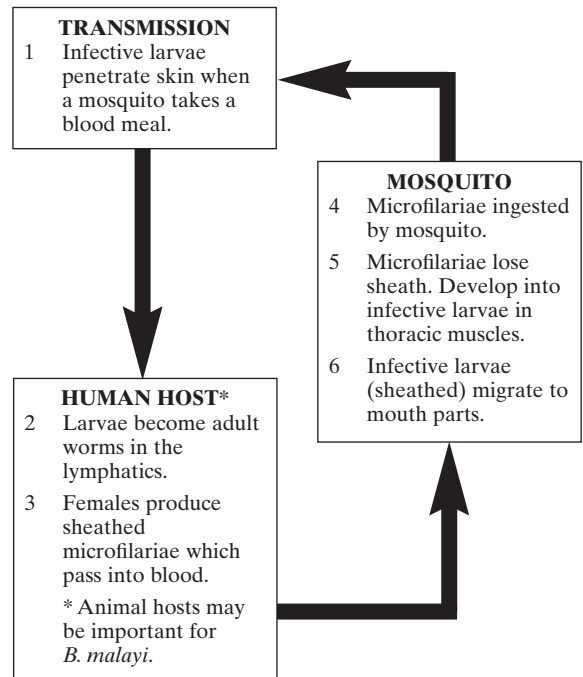 TRANSMISSION
1 Infective larvae
penetrate skin when
a mosquito takes a
blood meal.
HUMAN HOST*
2 Larvae become adult
worms in the
lymphatics.
3 Females produce
sheathed
microfilariae which
pass into blood.
* Animal hosts may
be important for
B. malayi.
MOSQUITO
4 Microfilariae ingested
by mosquito.
5 Microfilariae lose
sheath. Develop into
infective larvae in
thoracic muscles.
6 Infective larvae
(sheathed) migrate to
mouth parts.